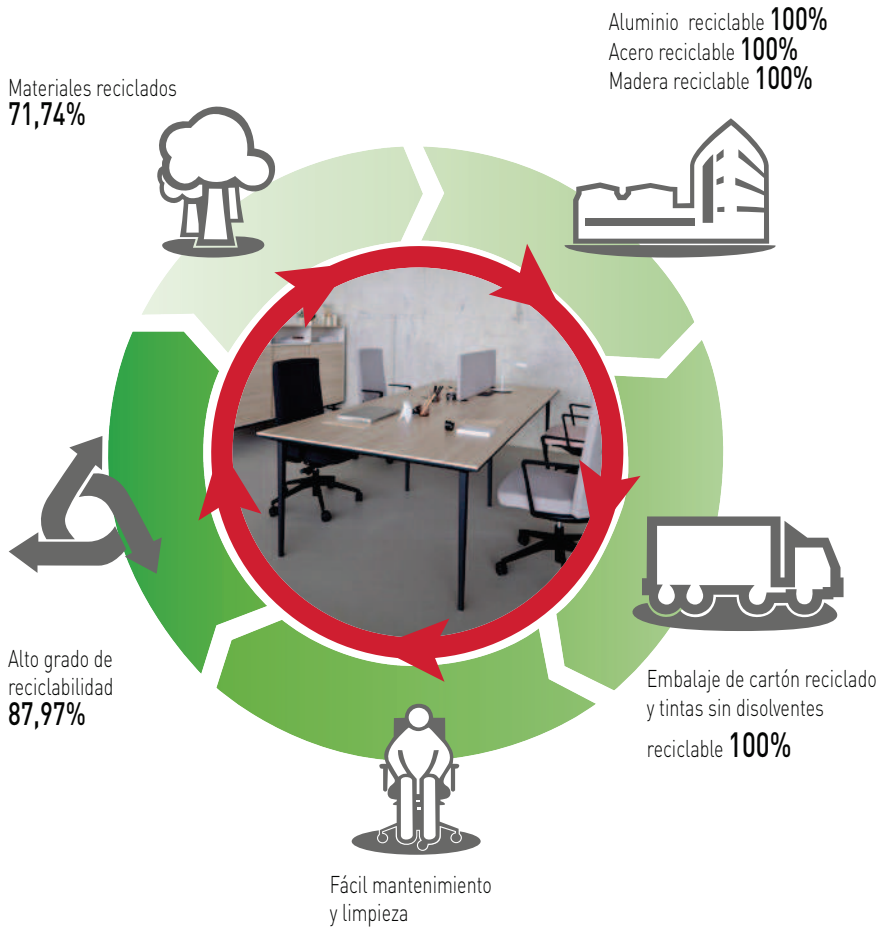 Aluminio reciclable 100%
Acero reciclable 100%
Madera reciclable 100%
Materiales reciclados
71,74%
Alto grado de
reciclabilidad
87,97%
Embalaje de cartón reciclado
y tintas sin disolventes
reciclable 100%
Fácil mantenimiento
y limpieza